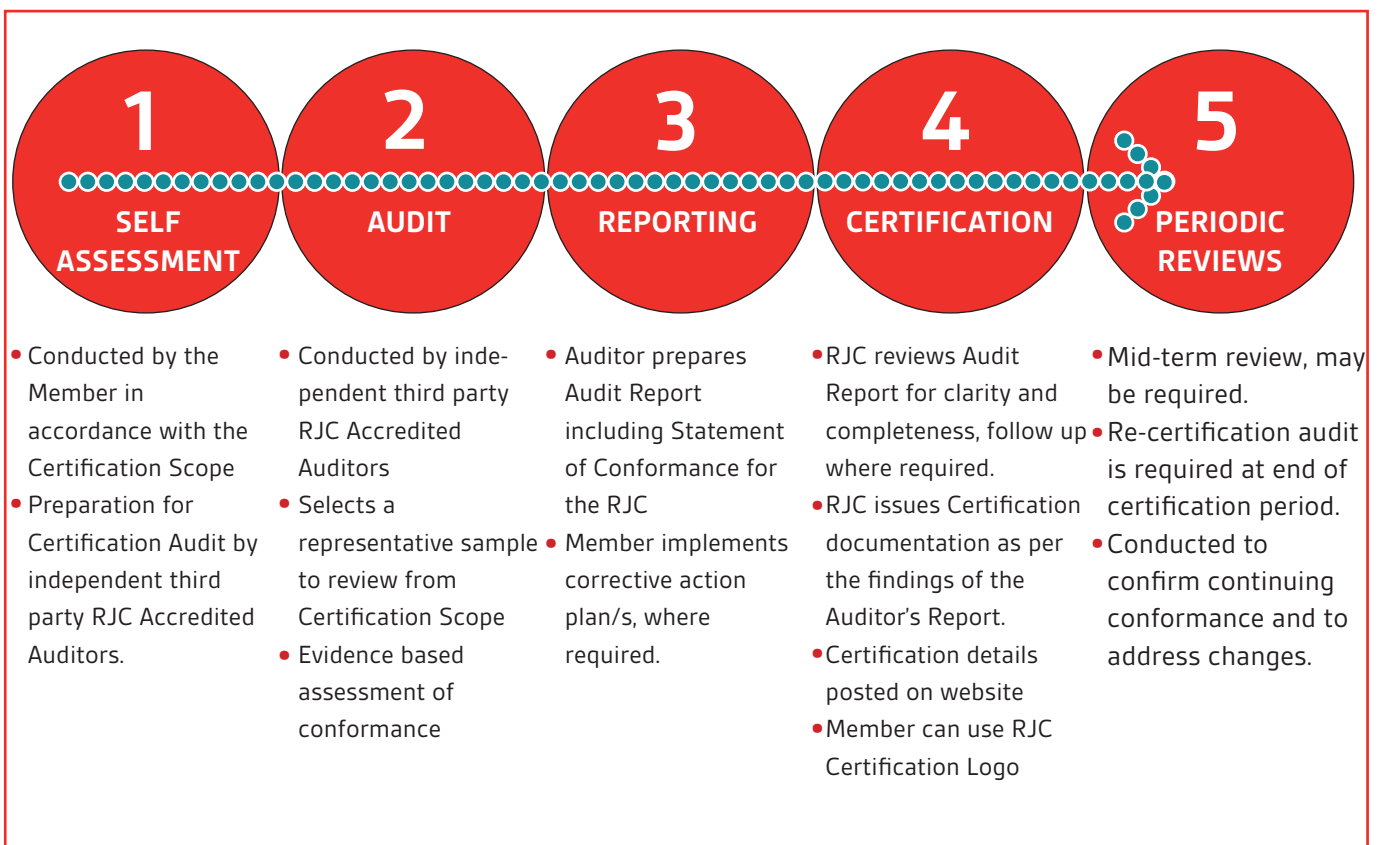 1
SELF
ASSESSMENT
• Conducted by the
Member in
accordance with the
Certification Scope
• Preparation for
Certification Audit by
independent third
party RJC Accredited
Auditors.
2
AUDIT
• Conducted by inde-
pendent third party
RJC Accredited
Auditors
• Selects a
representative sample
to review from
Certification Scope
• Evidence based
assessment of
conformance
3
REPORTING
• Auditor prepares
Audit Report
including Statement
of Conformance for
the RJC
• Member implements
corrective action
plan/s, where
required.
4
CERTIFICATION
• RJC reviews Audit
Report for clarity and
completeness, follow up
where required.
• RJC issues Certification
documentation as per
the findings of the
Auditor's Report.
• Certification details
posted on website
• Member can use RJC
Certification Logo
5
PERIODIC
REVIEWS
• Mid-term review, may
be required.
• Re-certification audit
is required at end of
certification period.
• Conducted to
confirm continuing
conformance and to
address changes.